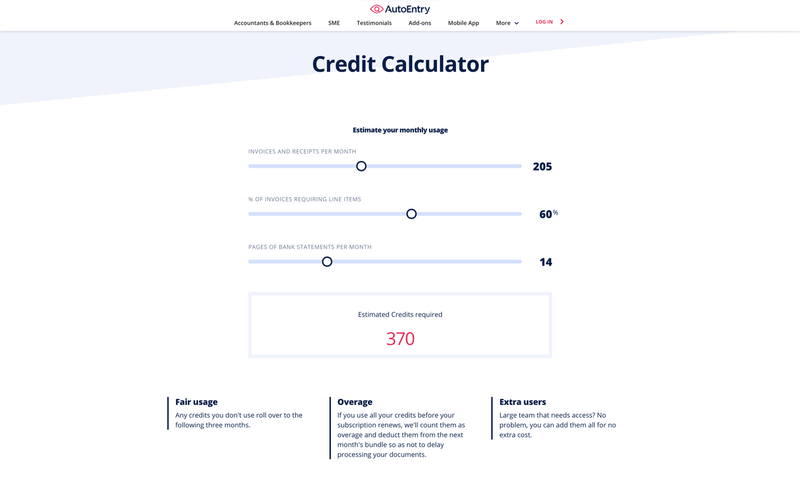 AutoEntry
Accountants & Bookkeepers SME Testimonials Add-ons Mobile App More LOG IN
Credit Calculator
Estimate your monthly usage
INVOICES AND RECEIPTS PER MONTH
205
% OF INVOICES REQUIRING LINE ITEMS
60%
PAGES OF BANK STATEMENTS PER MONTH
14
Estimated Credits required
370
Fair usage
Any credits you don't use roll over to the
following three months.
Overage
If you use all your credits before your
subscription renews, we'll count them as
overage and deduct them from the next
month's bundle so as not to delay
processing your documents.
Extra users
Large team that needs access? No
problem, you can add them all for no
extra cost.